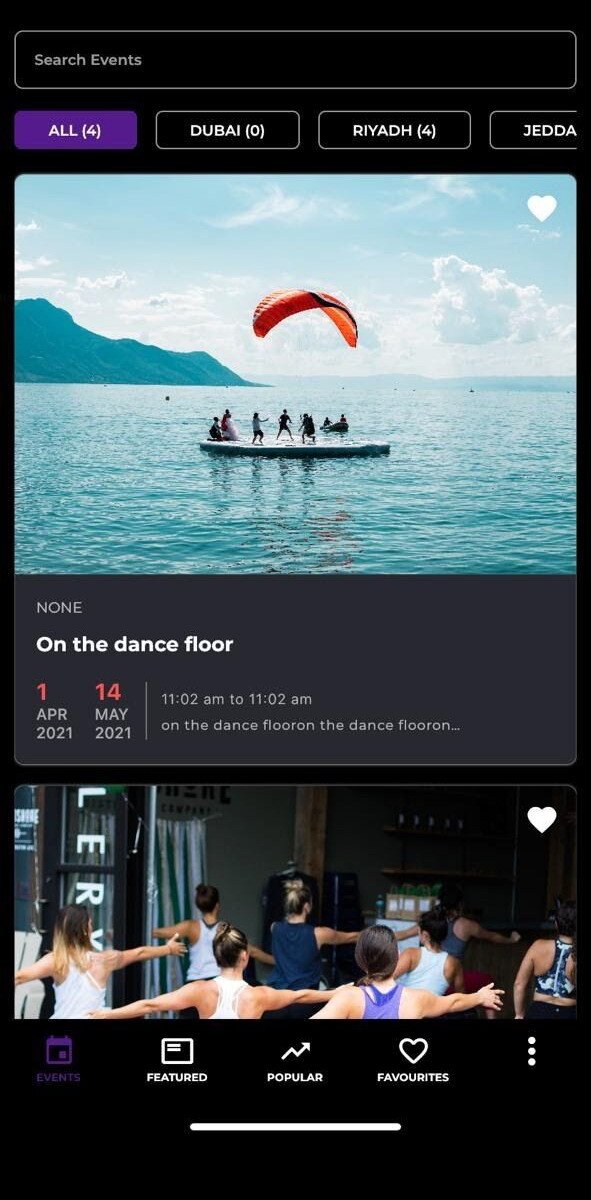 Search Events
ALL (4) DUBAI (0) RIYADH (4) JEDDA
NONE
On the dance floor
1 14
APR MAY
2021 2021
11:02 am to 11:02 am
on the dance flooron the dance flooron...
LERY
COMPANY
EVENTS FEATURED POPULAR FAVOURITES